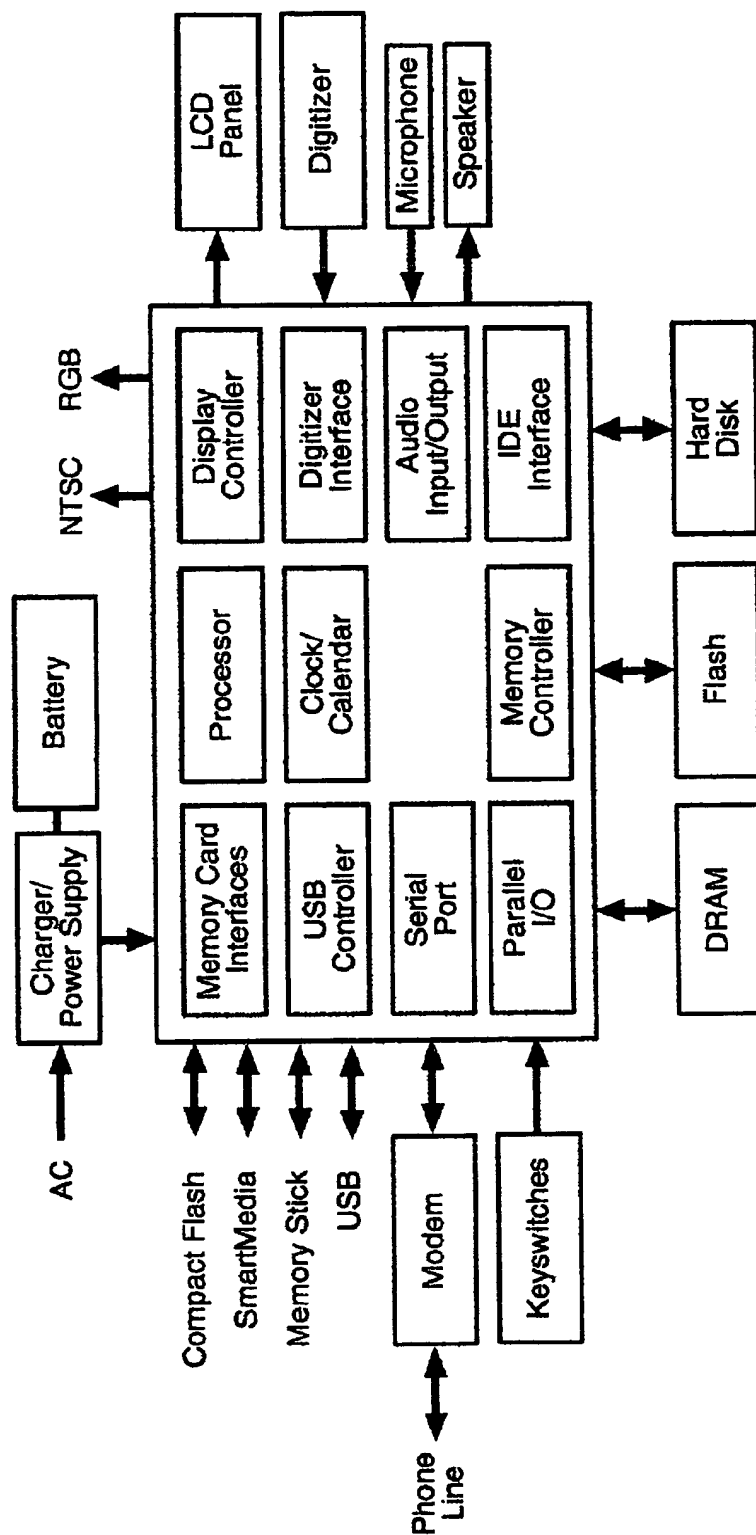 AC
Charger/
Power Supply
Battery
NTSC
RGB
Compact Flash
SmartMedia
Memory Stick
USB
Phone
Line
Modem
Keyswitches
Memory Card
Interfaces
Processor
Display
Controller
USB
Controller
Clock/
Calendar
Digitizer
Interface
Serial
Port
Audio
Input/Output
Parallel
I/O
Memory
Controller
IDE
Interface
LCD
Panel
Digitizer
Microphone
Speaker
DRAM
Flash
Hard
Disk